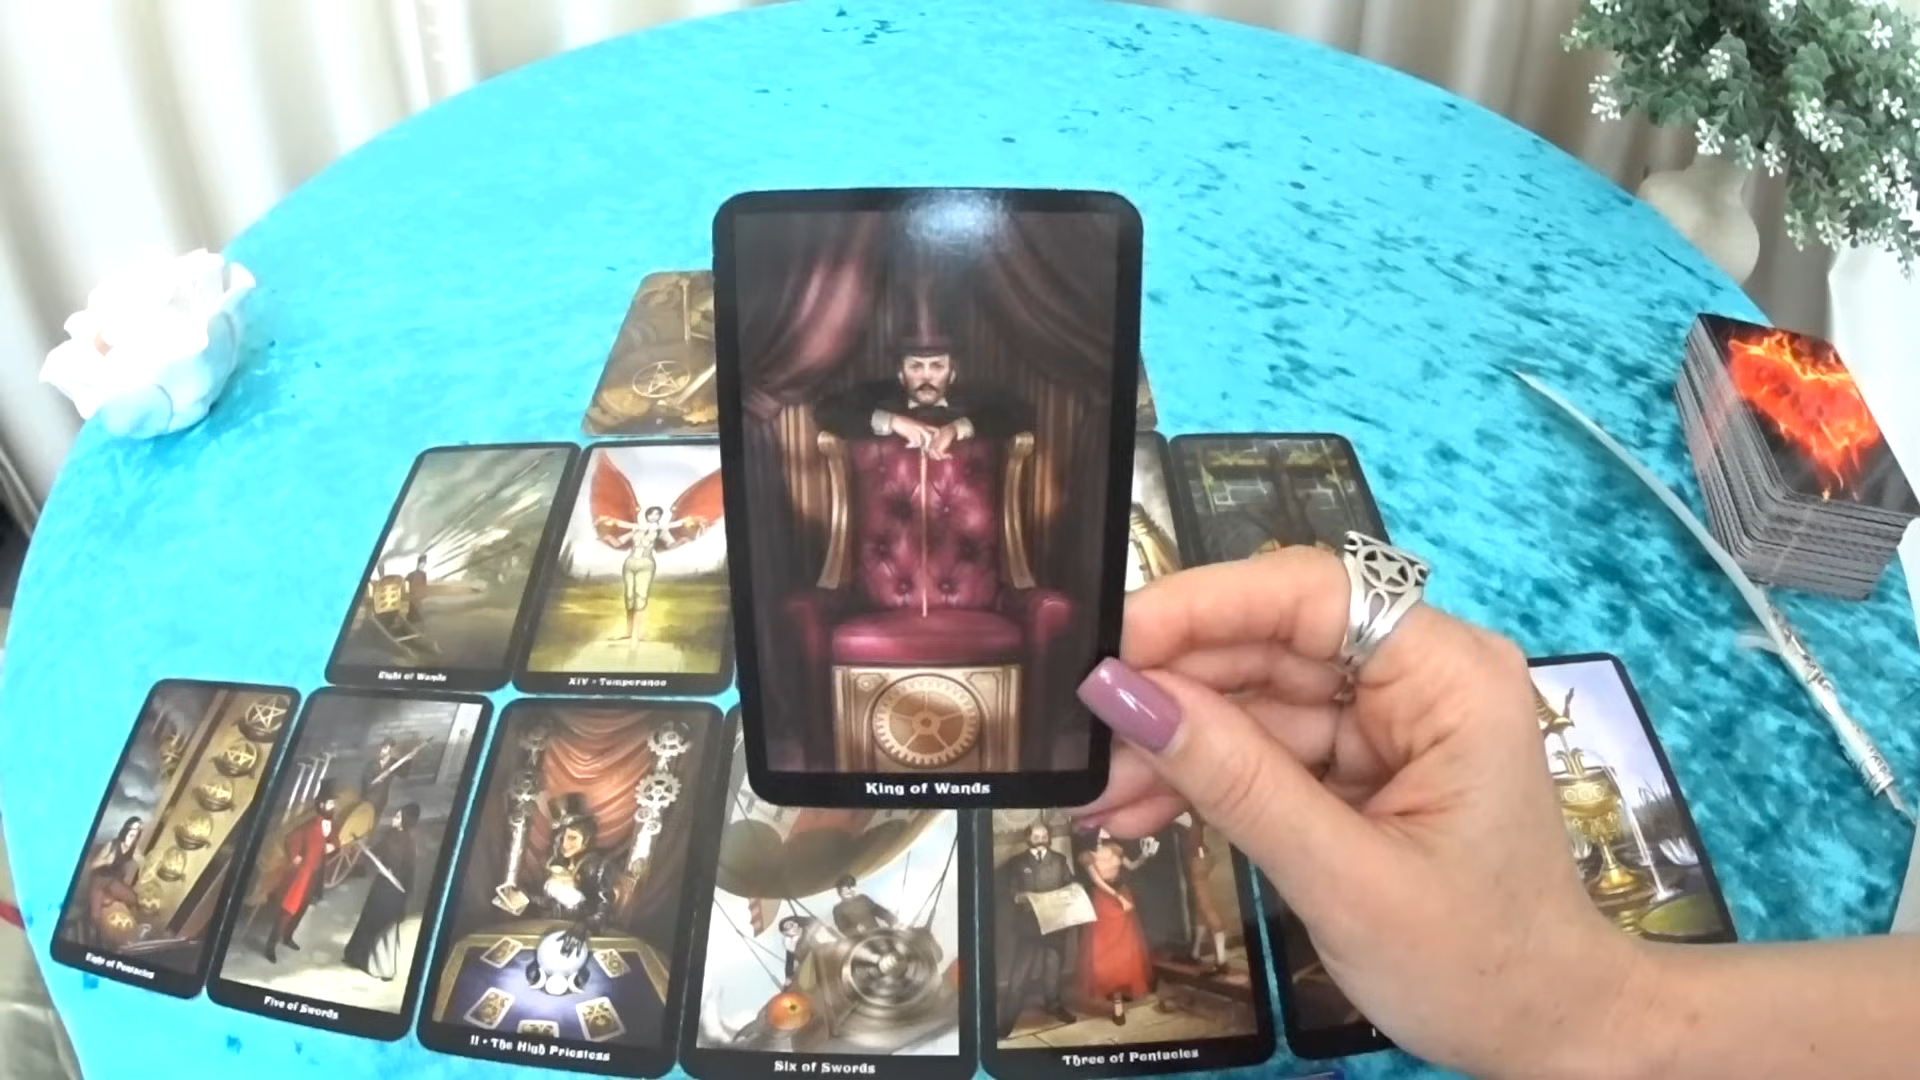 King of Wands
Eight of Wands
XIV • Temperance
Eight of Pentacles
Five of Swords
II • The High Priestess
Six of Swords
Three of Pentacles